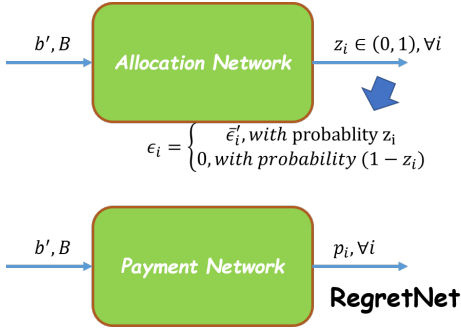 b′, B
Allocation Network
z_i ∈ (0, 1), ∀i
ϵ_i = { ϵ̄_i′, with probablity z_i
0, with probability (1 − z_i)
b′, B
Payment Network
p_i, ∀i
RegretNet